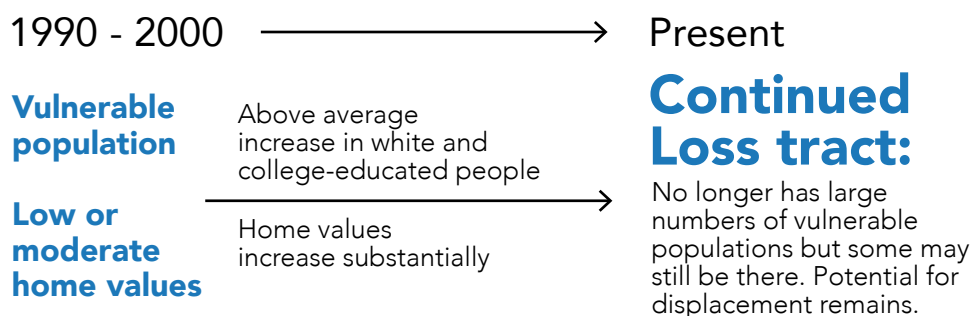 1990 - 2000
Present
Vulnerable
population
Low or
moderate
home values
Above average
increase in white and
college-educated people
Home values
increase substantially
Continued
Loss tract:
No longer has large
numbers of vulnerable
populations but some may
still be there. Potential for
displacement remains.